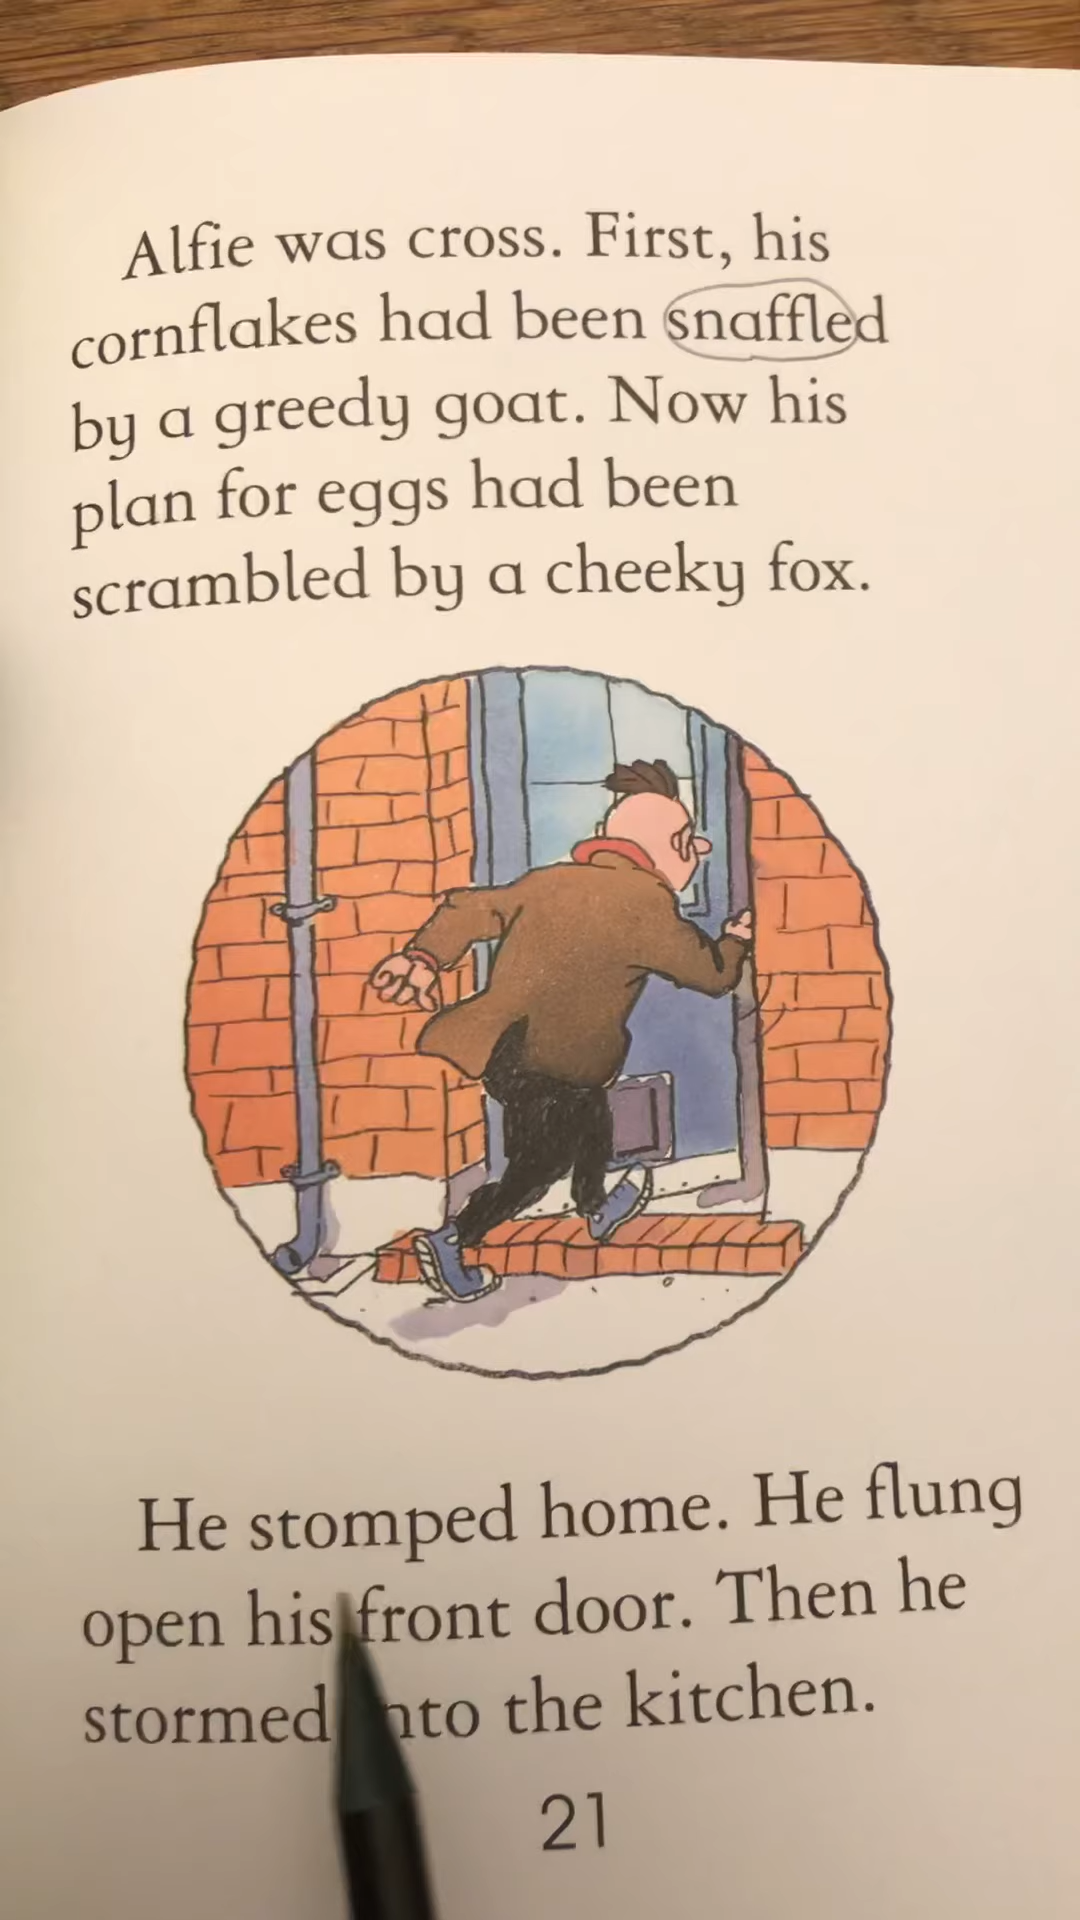 Alfie was cross. First, his
cornflakes had been snaffled
by a greedy goat. Now his
plan for eggs had been
scrambled by a cheeky fox.
He stomped home. He flung
open his front door. Then he
stormed into the kitchen.
21